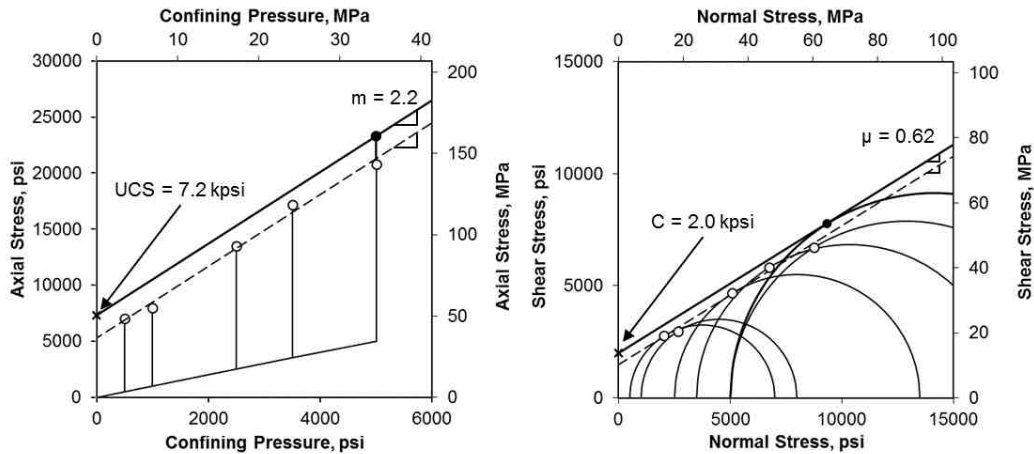 Confining Pressure, MPa
0 10 20 30 40
30000
25000
20000
15000
10000
5000
0
Axial Stress, psi
m = 2.2
UCS = 7.2 kpsi
200
150
100
50
0
Axial Stress, MPa
0 2000 4000 6000
Confining Pressure, psi
Normal Stress, MPa
0 20 40 60 80 100
15000
10000
5000
0
Shear Stress, psi
μ = 0.62
C = 2.0 kpsi
100
80
60
40
20
0
Shear Stress, MPa
0 5000 10000 15000
Normal Stress, psi